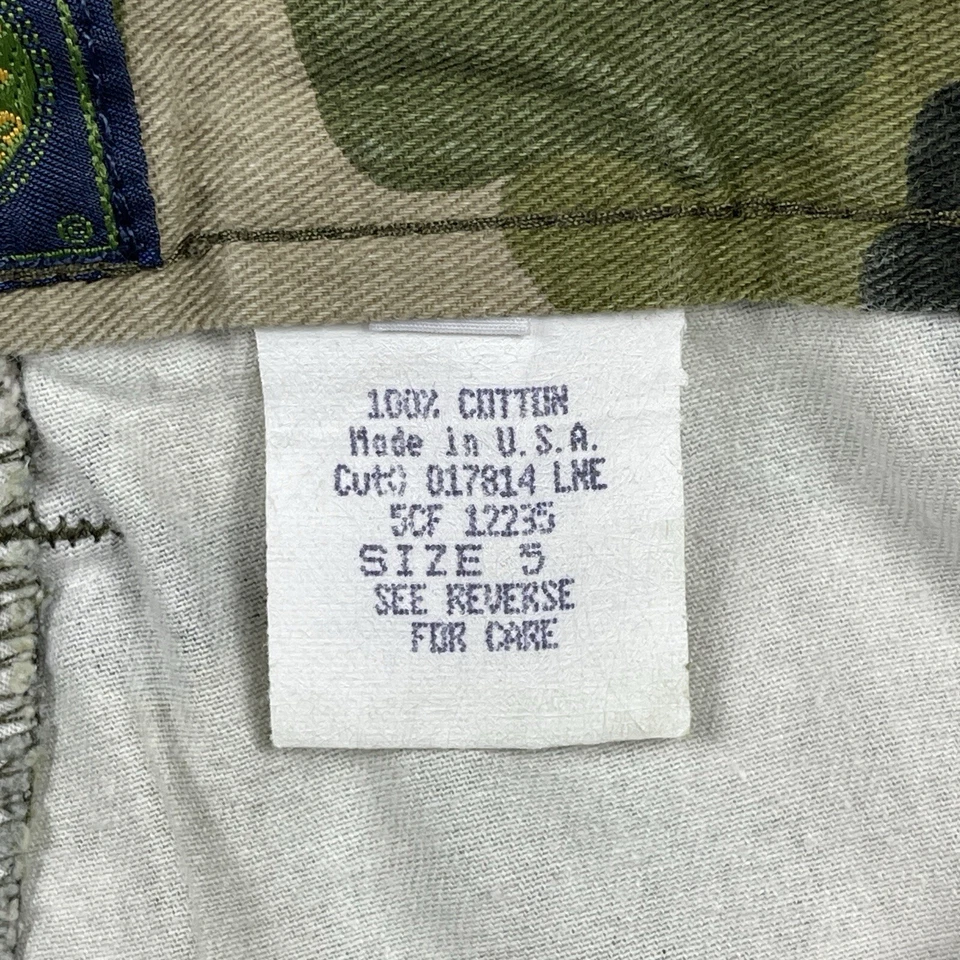 ®
100% COTTON
Made in U.S.A.
Cut# 017814 LNE
5CF 12235
SIZE 5
SEE REVERSE
FOR CARE